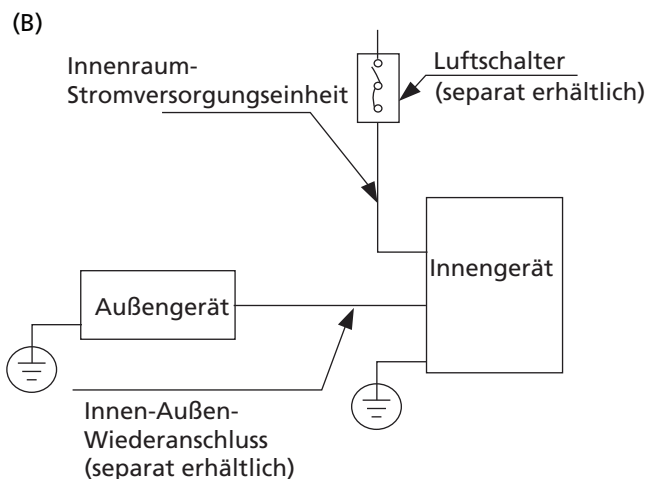 (B)
Innenraum-
Stromversorgungseinheit
Luftschalter
(separat erhältlich)
Innengerät
Außengerät
Innen-Außen-
Wiederanschluss
(separat erhältlich)